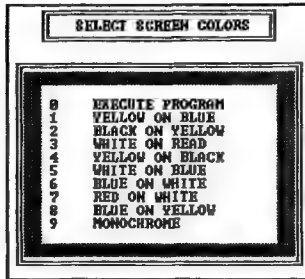 SELECT SCREEN COLORS
0 EXECUTE PROGRAM
1 YELLOW ON BLUE
2 BLACK ON YELLOW
3 WHITE ON READ
4 YELLOW ON BLACK
5 WHITE ON BLUE
6 BLUE ON WHITE
7 RED ON WHITE
8 BLUE ON YELLOW
9 MONOCHROME